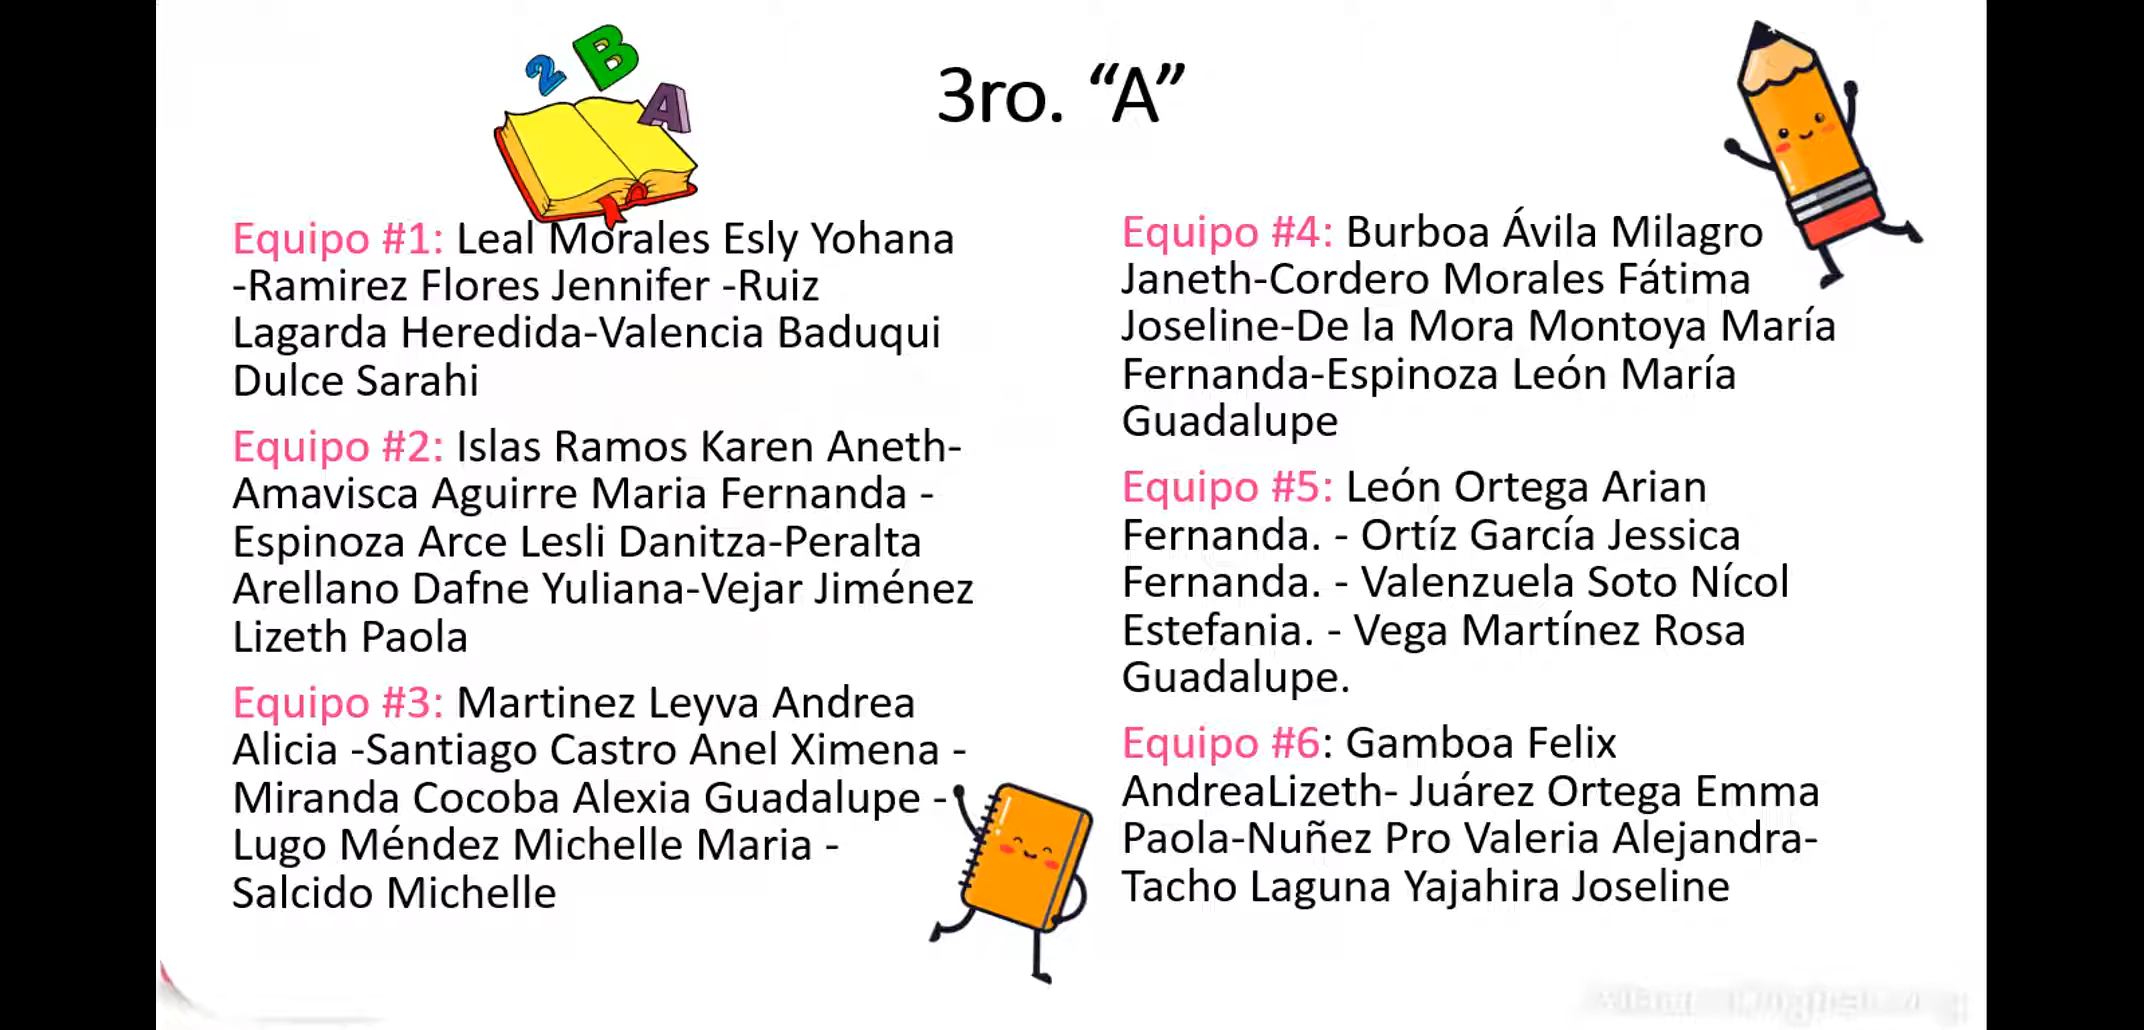 3ro. “A”
2 B A
Equipo #1: Leal Morales Esly Yohana
-Ramirez Flores Jennifer -Ruiz
Lagarda Heredida-Valencia Baduqui
Dulce Sarahi
Equipo #2: Islas Ramos Karen Aneth-
Amavisca Aguirre Maria Fernanda -
Espinoza Arce Lesli Danitza-Peralta
Arellano Dafne Yuliana-Vejar Jiménez
Lizeth Paola
Equipo #3: Martinez Leyva Andrea
Alicia -Santiago Castro Anel Ximena -
Miranda Cocoba Alexia Guadalupe -
Lugo Méndez Michelle Maria -
Salcido Michelle
Equipo #4: Burboa Ávila Milagro
Janeth-Cordero Morales Fátima
Joseline-De la Mora Montoya María
Fernanda-Espinoza León María
Guadalupe
Equipo #5: León Ortega Arian
Fernanda. - Ortíz García Jessica
Fernanda. - Valenzuela Soto Nícol
Estefania. - Vega Martínez Rosa
Guadalupe.
Equipo #6: Gamboa Felix
AndreaLizeth- Juárez Ortega Emma
Paola-Nuñez Pro Valeria Alejandra-
Tacho Laguna Yajahira Joseline